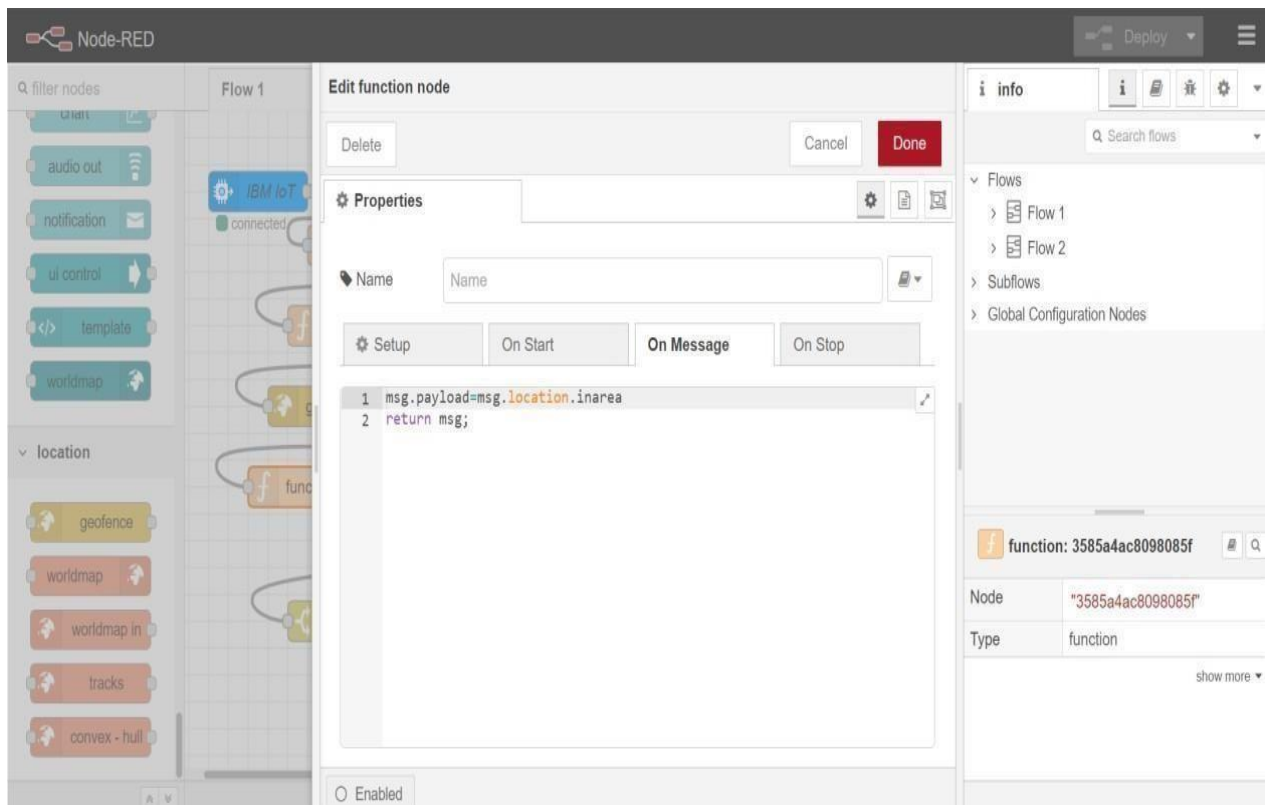 Node-RED
Deploy
filter nodes
chart
audio out
notification
ui control
template
worldmap
location
geofence
worldmap
worldmap in
tracks
convex - hull
Flow 1
IBM IoT
connected
func
Edit function node
Delete
Cancel
Done
Properties
Name
Name
Setup
On Start
On Message
On Stop
1 msg.payload=msg.location.inarea
2 return msg;
Enabled
i info
i
Search flows
Flows
Flow 1
Flow 2
Subflows
Global Configuration Nodes
function: 3585a4ac8098085f
Node "3585a4ac8098085f"
Type function
show more